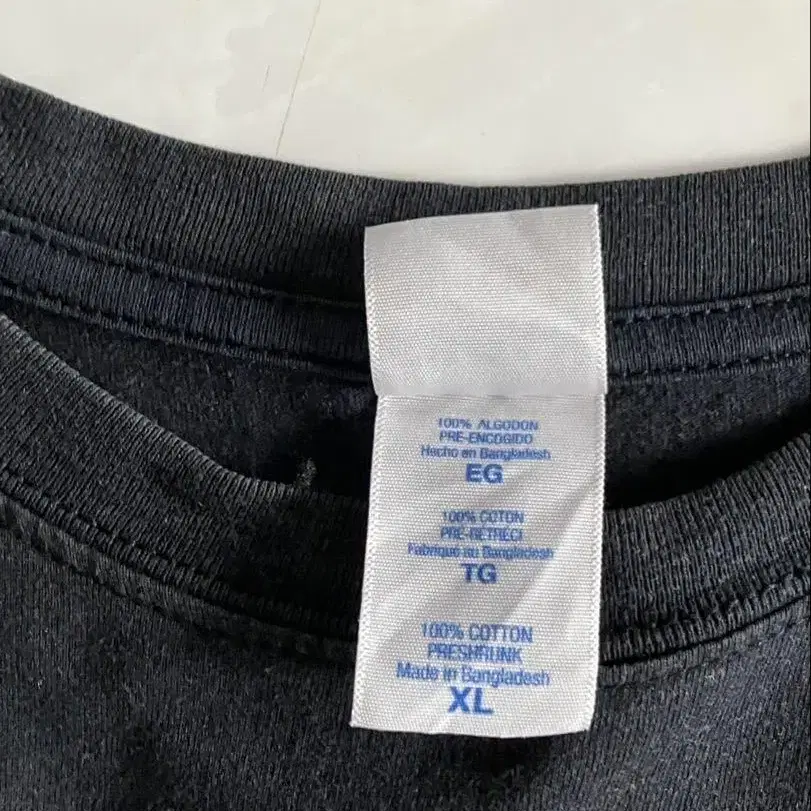 100% ALGODON
PRE-ENCOGIDO
Hecho en Bangladesh
EG
100% COTON
PRE-RETRECI
Fabrique au Bangladesh
TG
100% COTTON
PRESHRUNK
Made in Bangladesh
XL